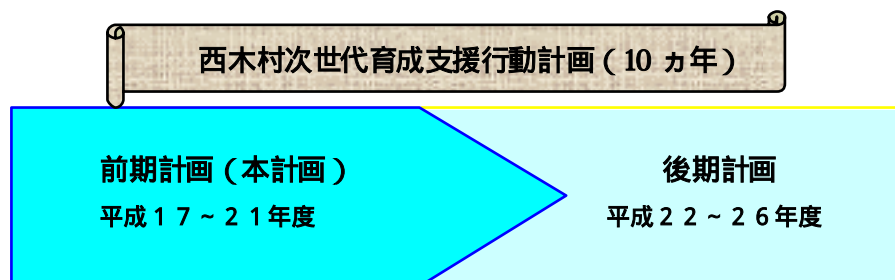 西木村次世代育成支援行動計画（10 ヵ年）
前期計画（本計画）
平成１７～２１年度
後期計画
平成２２～２６年度